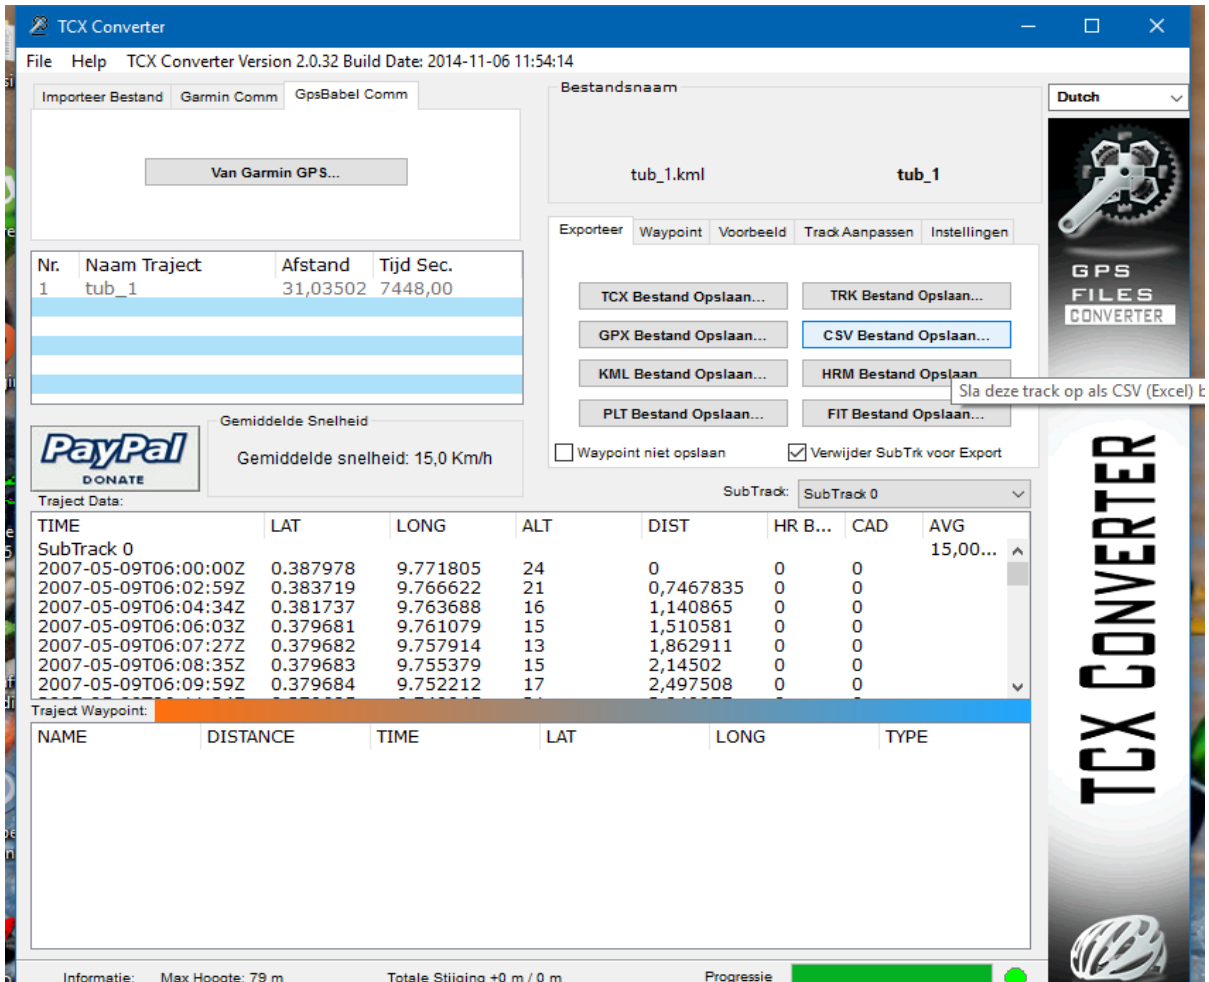 TCX Converter
File Help TCX Converter Version 2.0.32 Build Date: 2014-11-06 11:54:14
Importeer Bestand Garmin Comm GpsBabel Comm
Van Garmin GPS...
Bestandsnaam
tub_1.kml tub_1
Dutch
Exporteer Waypoint Voorbeeld Track Aanpassen Instellingen
TCX Bestand Opslaan... TRK Bestand Opslaan...
GPX Bestand Opslaan... CSV Bestand Opslaan...
KML Bestand Opslaan... HRM Bestand Opslaan
Sla deze track op als CSV (Excel) b
PLT Bestand Opslaan... FIT Bestand Opslaan...
Waypoint niet opslaan Verwijder SubTrk voor Export
Nr. Naam Traject Afstand Tijd Sec.
1 tub_1 31,03502 7448,00
GPS
FILES
CONVERTER
PayPal
DONATE
Gemiddelde Snelheid
Gemiddelde snelheid: 15,0 Km/h
SubTrack: SubTrack 0
Traject Data:
TIME LAT LONG ALT DIST HR B... CAD AVG
SubTrack 0 15,00...
2007-05-09T06:00:00Z 0.387978 9.771805 24 0 0 0
2007-05-09T06:02:59Z 0.383719 9.766622 21 0,7467835 0 0
2007-05-09T06:04:34Z 0.381737 9.763688 16 1,140865 0 0
2007-05-09T06:06:03Z 0.379681 9.761079 15 1,510581 0 0
2007-05-09T06:07:27Z 0.379682 9.757914 13 1,862911 0 0
2007-05-09T06:08:35Z 0.379683 9.755379 15 2,14502 0 0
2007-05-09T06:09:59Z 0.379684 9.752212 17 2,497508 0 0
Traject Waypoint:
NAME DISTANCE TIME LAT LONG TYPE
TCX CONVERTER
Informatie: Max Hoogte: 79 m Totale Stijging +0 m / 0 m Progressie